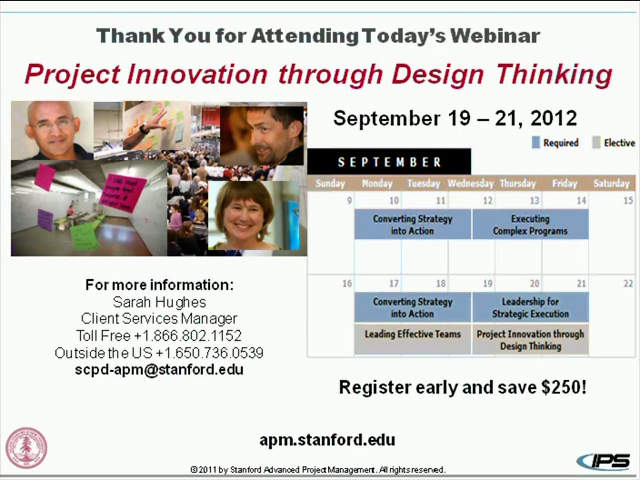 Thank You for Attending Today's Webinar
Project Innovation through Design Thinking
September 19 – 21, 2012
Required Elective
SEPTEMBER
Sunday Monday Tuesday Wednesday Thursday Friday Saturday
9 10 11 12 13 14 15
Converting Strategy
into Action
Executing
Complex Programs
16 17 18 19 20 21 22
Converting Strategy
into Action
Leadership for
Strategic Execution
Leading Effective Teams
Project Innovation through
Design Thinking
For more information:
Sarah Hughes
Client Services Manager
Toll Free +1.866.802.1152
Outside the US +1.650.736.0539
scpd-apm@stanford.edu
Register early and save $250!
apm.stanford.edu
© 2011 by Stanford Advanced Project Management. All rights reserved.
IPS